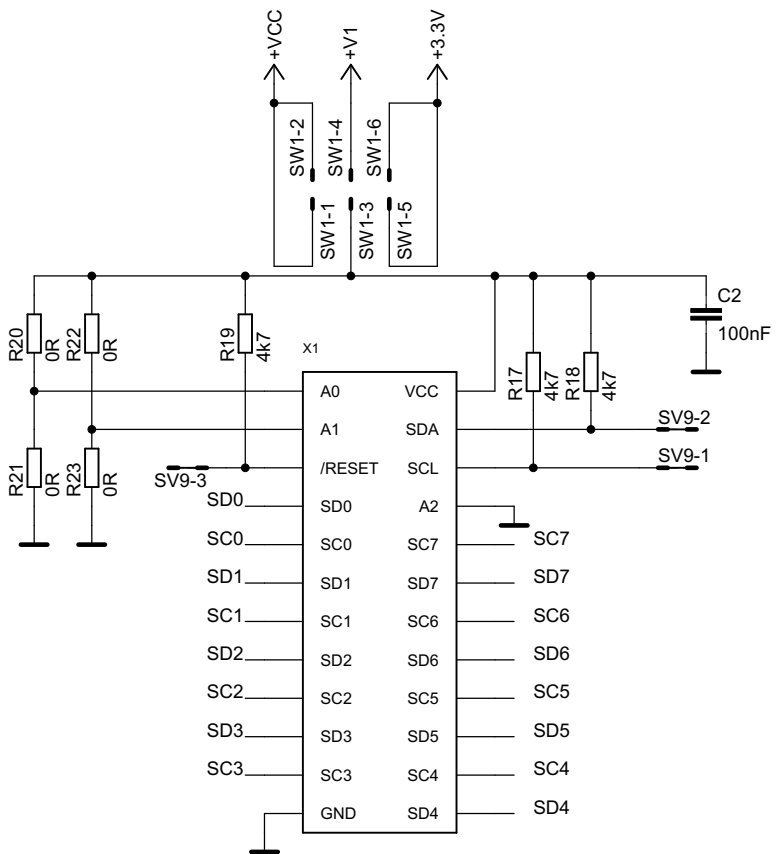 +VCC
+V1
+3.3V
SW1-2
SW1-4
SW1-6
SW1-1
SW1-3
SW1-5
R20
0R
R22
0R
R19
4k7
X1
R17
4k7
R18
4k7
C2
100nF
R21
0R
R23
0R
SV9-3
SV9-2
SV9-1
A0 VCC
A1 SDA
/RESET SCL
SD0 SD0 A2
SC0 SC0 SC7 SC7
SD1 SD1 SD7 SD7
SC1 SC1 SC6 SC6
SD2 SD2 SD6 SD6
SC2 SC2 SC5 SC5
SD3 SD3 SD5 SD5
SC3 SC3 SC4 SC4
GND SD4 SD4